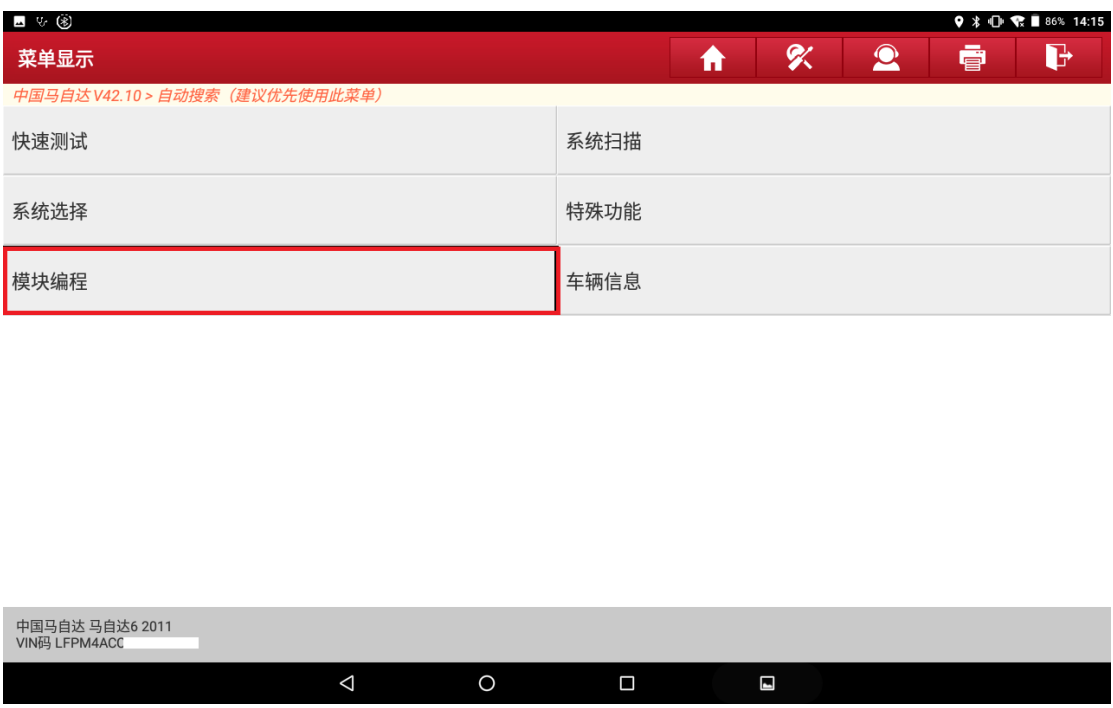 86% 14:15
菜单显示
中国马自达 V42.10 > 自动搜索（建议优先使用此菜单）
快速测试
系统扫描
系统选择
特殊功能
模块编程
车辆信息
中国马自达 马自达6 2011
VIN码 LFPM4ACC